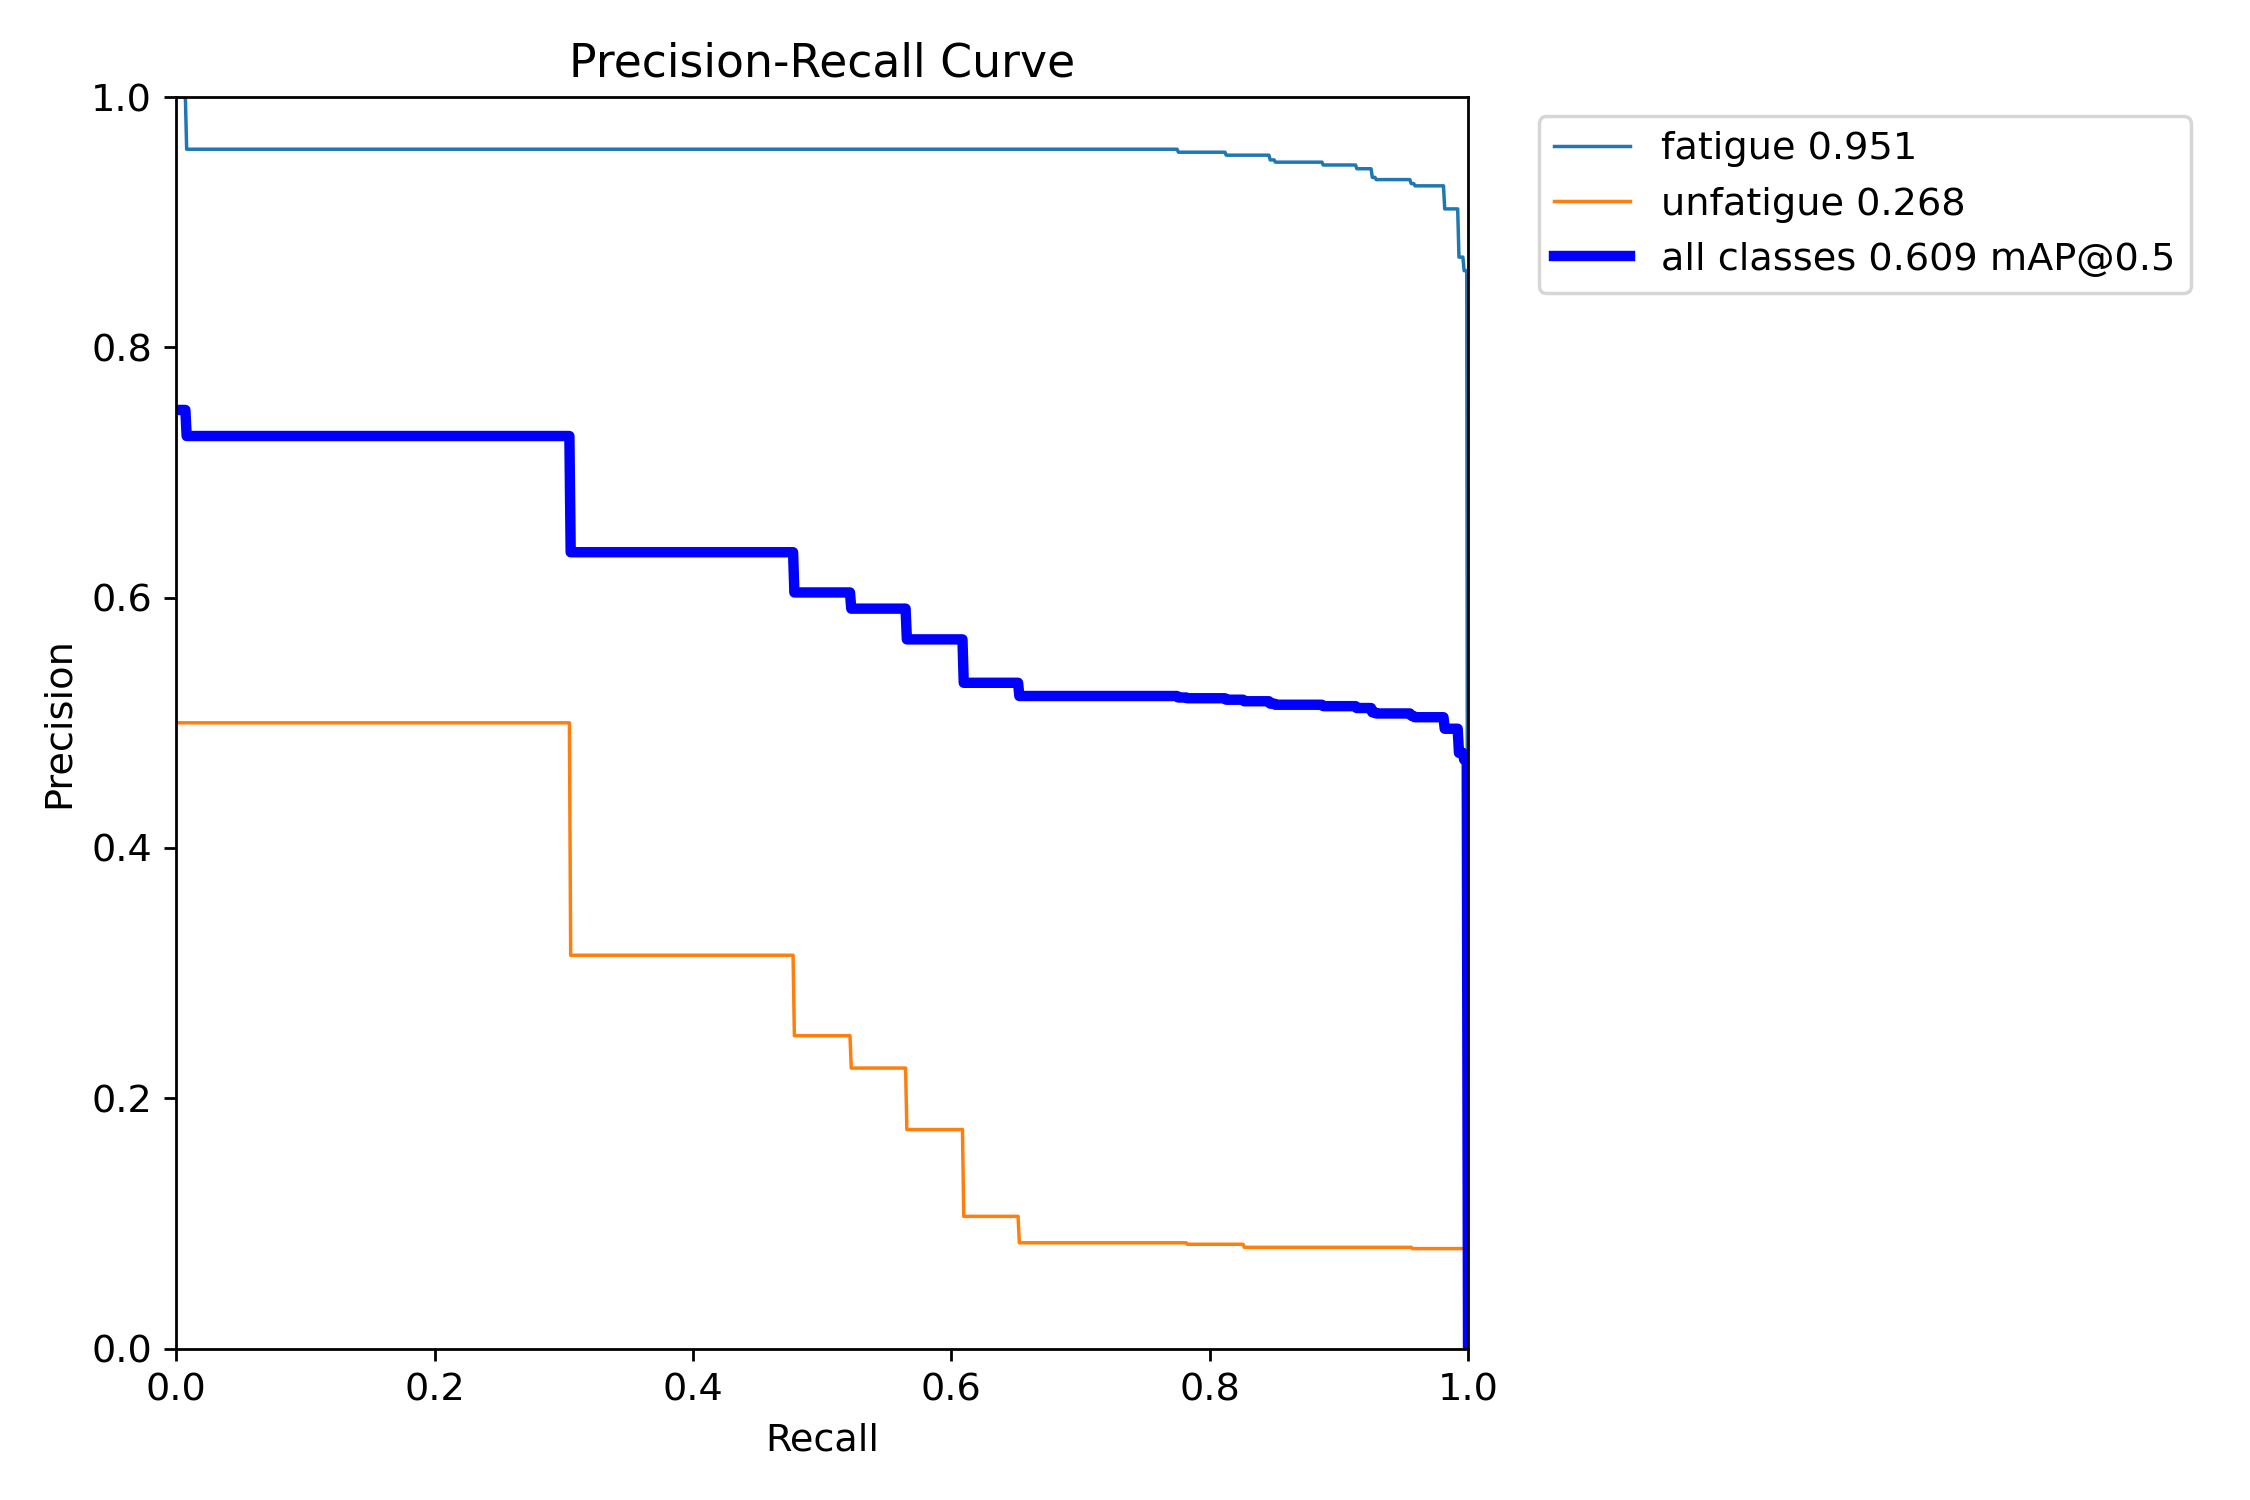 Precision-Recall Curve
1.0
0.8
0.6
0.4
0.2
0.0
Precision
0.0 0.2 0.4 0.6 0.8 1.0
Recall
fatigue 0.951
unfatigue 0.268
all classes 0.609 mAP@0.5